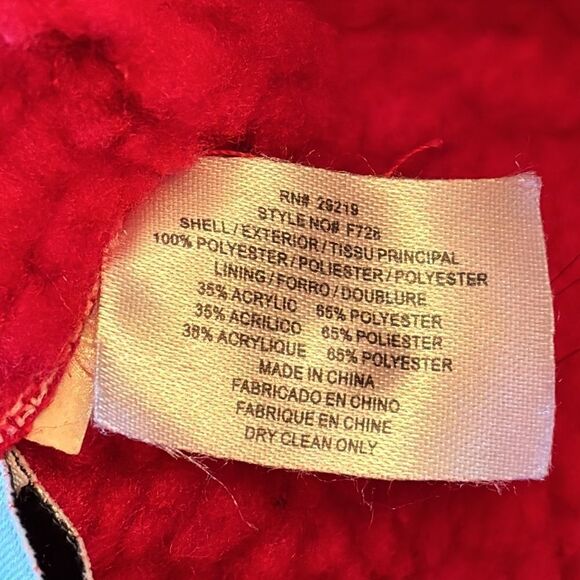 RN# 29219
STYLE NO# F728
SHELL / EXTERIOR / TISSU PRINCIPAL
100% POLYESTER / POLIESTER / POLYESTER
LINING / FORRO / DOUBLURE
35% ACRYLIC 65% POLYESTER
35% ACRILICO 65% POLIESTER
38% ACRYLIQUE 65% POLYESTER
MADE IN CHINA
FABRICADO EN CHINO
FABRIQUE EN CHINE
DRY CLEAN ONLY